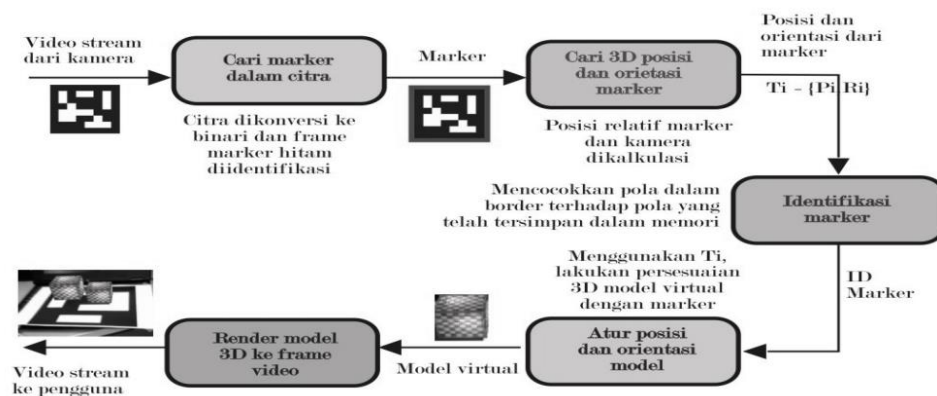 Video stream
dari kamera
Cari marker
dalam citra
Citra dikonversi ke
binari dan frame
marker hitam
diidentifikasi
Marker
Cari 3D posisi
dan orietasi
marker
Posisi relatif marker
dan kamera
dikalkulasi
Posisi dan
orientasi dari
marker
Ti - {Pi,Ri}
Mencocokkan pola dalam
border terhadap pola yang
telah tersimpan dalam memori
Identifikasi
marker
ID
Marker
Menggunakan Ti,
lakukan persesuaian
3D model virtual
dengan marker
Atur posisi
dan orientasi
model
Model virtual
Render model
3D ke frame
video
Video stream
ke pengguna